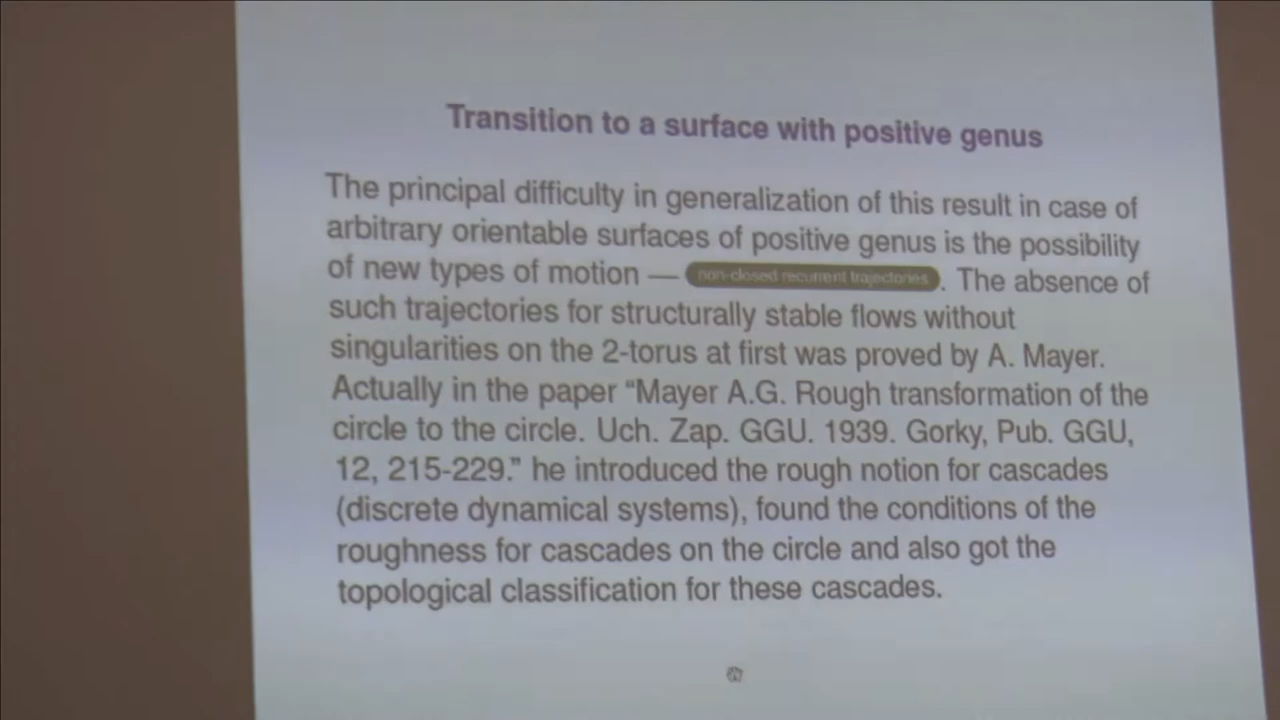 Transition to a surface with positive genus
The principal difficulty in generalization of this result in case of
arbitrary orientable surfaces of positive genus is the possibility
of new types of motion — non-closed recurrent trajectories. The absence of
such trajectories for structurally stable flows without
singularities on the 2-torus at first was proved by A. Mayer.
Actually in the paper “Mayer A.G. Rough transformation of the
circle to the circle. Uch. Zap. GGU. 1939. Gorky, Pub. GGU,
12, 215-229.” he introduced the rough notion for cascades
(discrete dynamical systems), found the conditions of the
roughness for cascades on the circle and also got the
topological classification for these cascades.